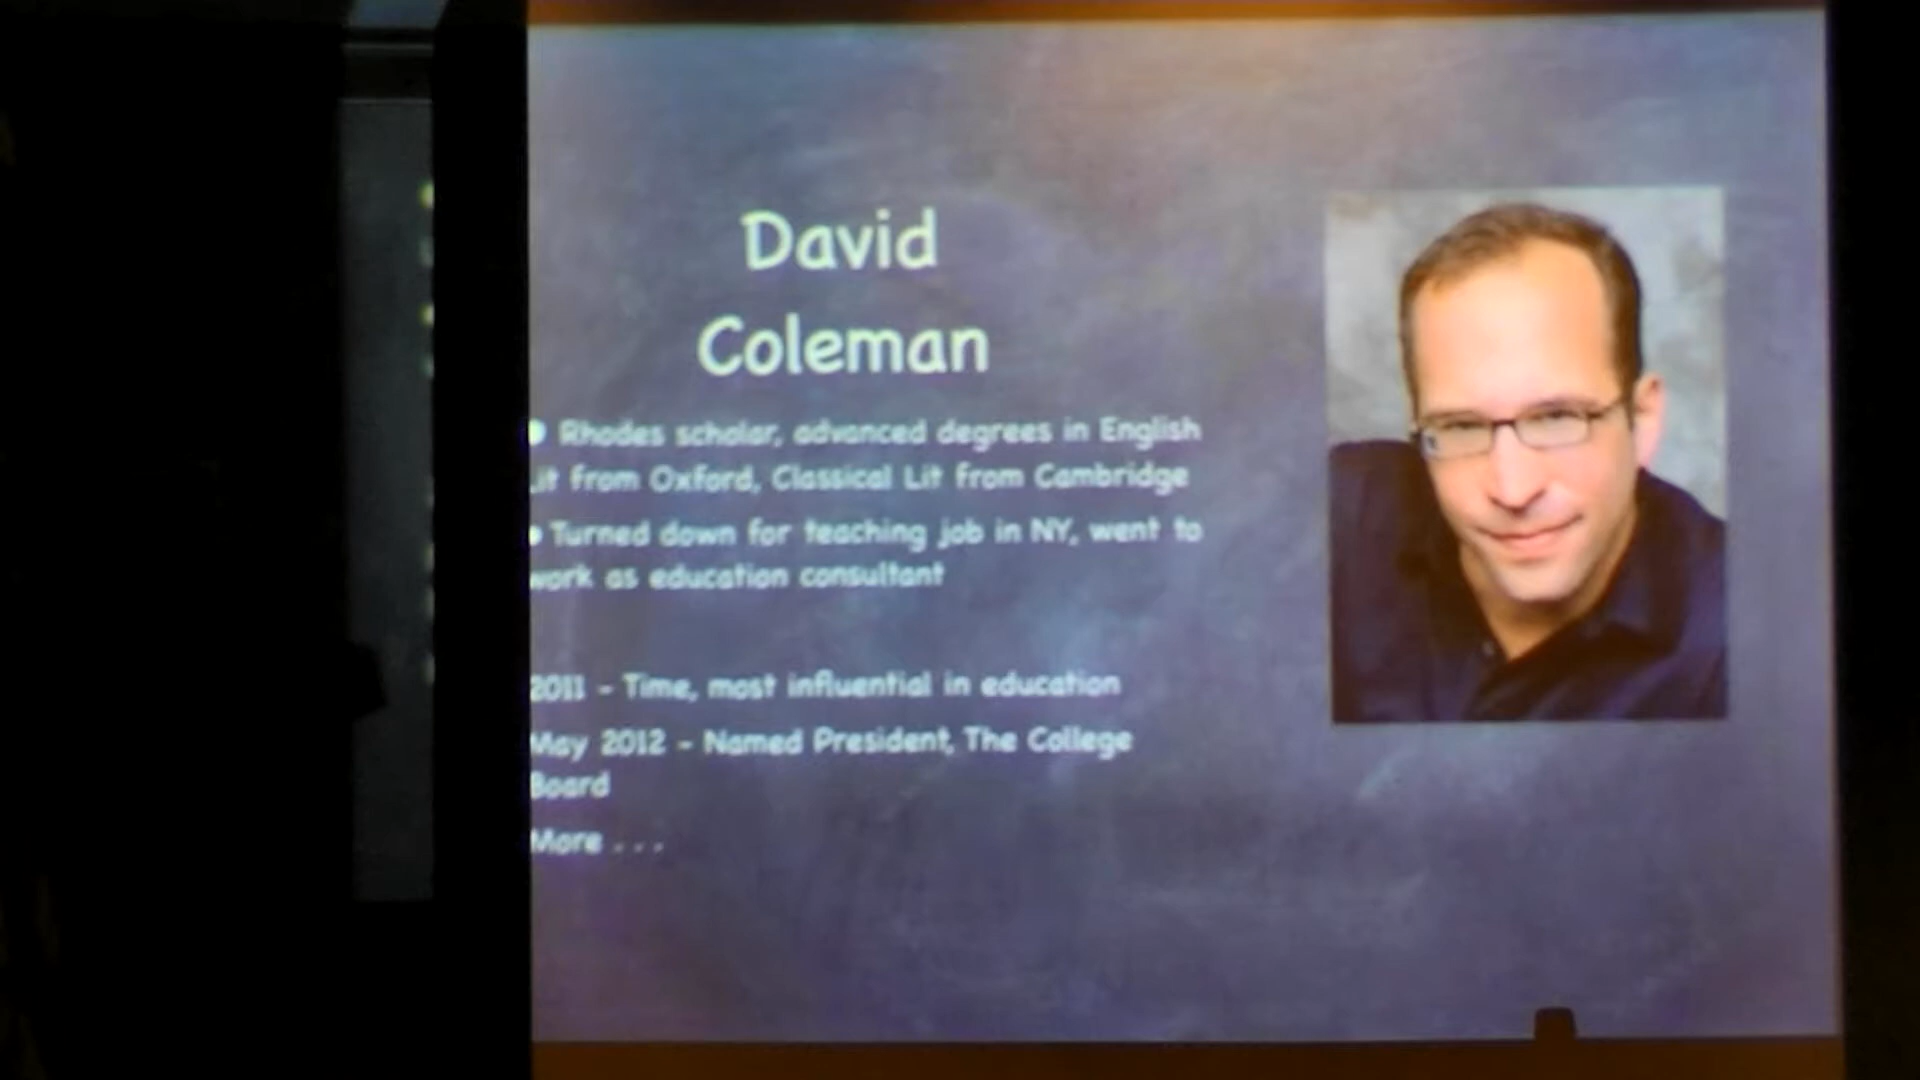 David
Coleman
● Rhodes scholar, advanced degrees in English
Lit from Oxford, Classical Lit from Cambridge
● Turned down for teaching job in NY, went to
work as education consultant
2011 – Time, most influential in education
May 2012 – Named President, The College
Board
More . . .